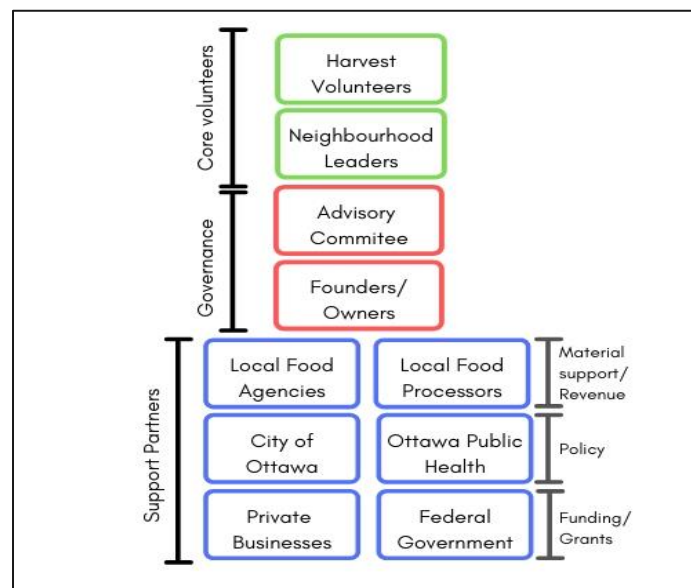 Core volunteers
Harvest
Volunteers
Neighbourhood
Leaders
Governance
Advisory
Commitee
Founders/
Owners
Support Partners
Local Food
Agencies
Local Food
Processors
Material
support/
Revenue
City of
Ottawa
Ottawa Public
Health
Policy
Private
Businesses
Federal
Government
Funding/
Grants